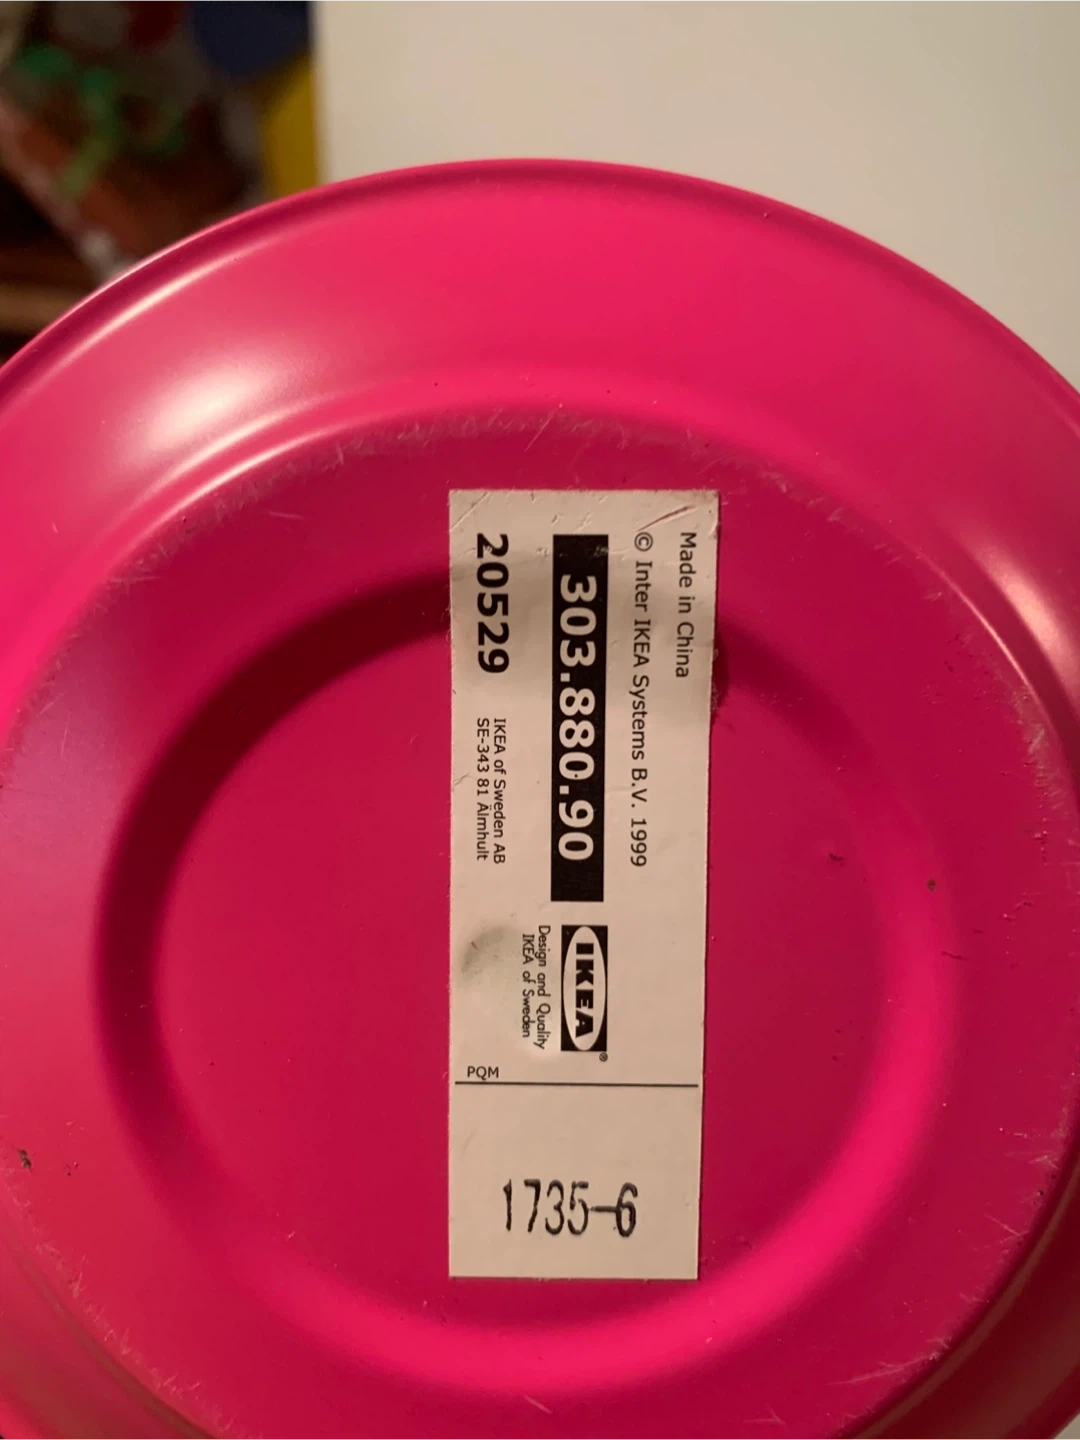 Made in China
© Inter IKEA Systems B.V. 1999
303.880.90
20529
IKEA of Sweden AB
SE-343 81 Älmhult
IKEA®
Design and Quality
IKEA of Sweden
PQM
1735-6